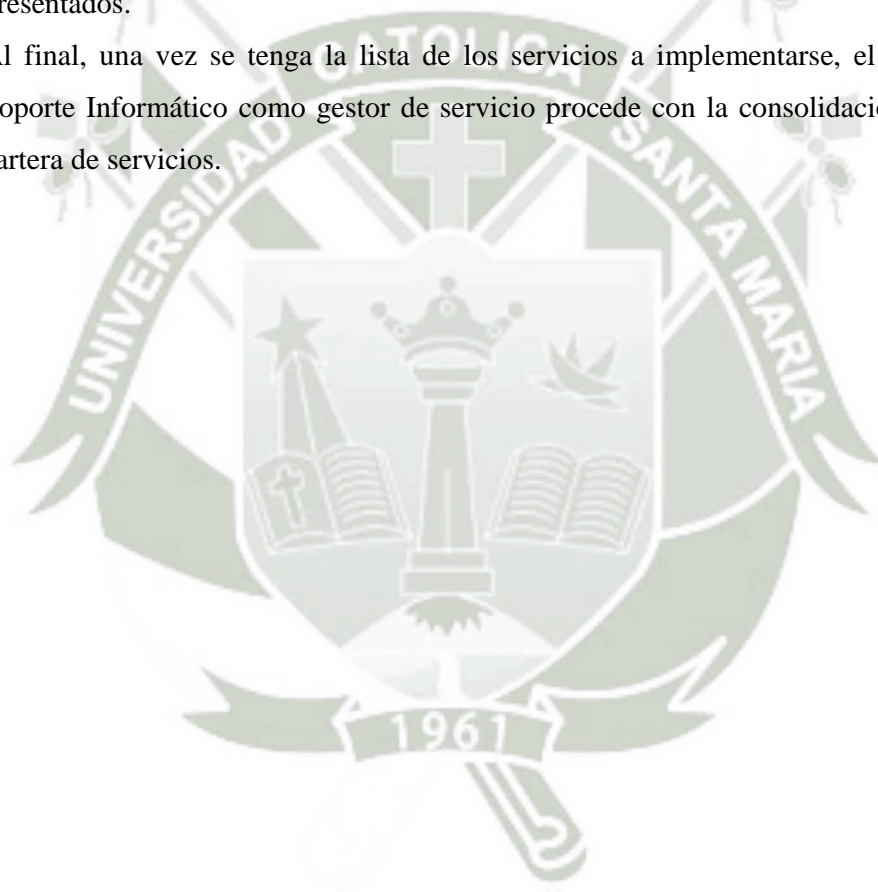 resentados.
l final, una vez se tenga la lista de los servicios a implementarse, el
oporte Informático como gestor de servicio procede con la consolidaci
artera de servicios.
UNIVERSIDAD CATOLICA SANTA MARIA
1961